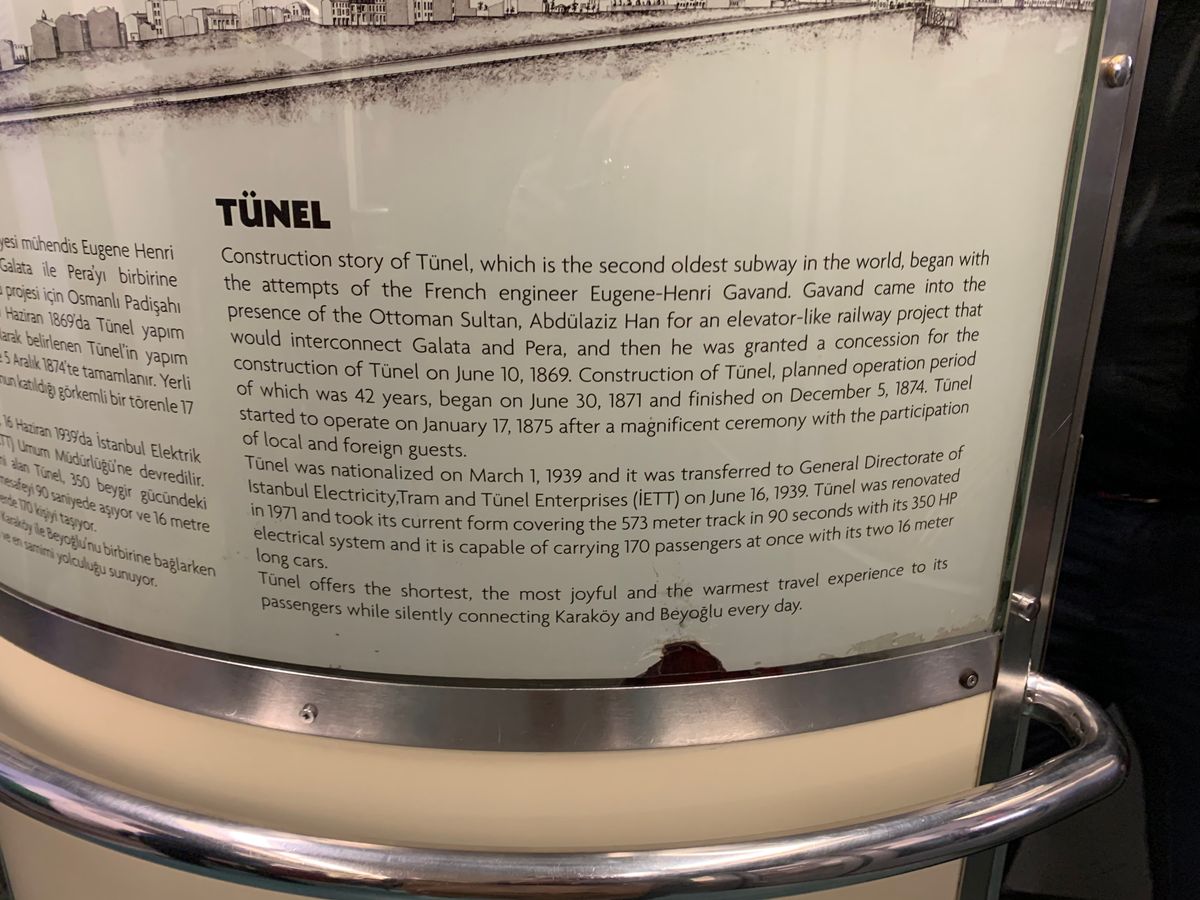 yesi mühendis Eugene Henri
Galata ile Pera'yı birbirine
projesi için Osmanlı Padişahı
Haziran 1869'da Tünel yapım
larak belirlenen Tünel'in yapım
5 Aralık 1874'te tamamlanır. Yerli
nun katıldığı görkemli bir törenle 17
16 Haziran 1939'da İstanbul Elektrik
ETT) Umum Müdürlüğü'ne devredilir.
alan Tünel, 350 beygir gücündeki
mesafeyi 90 saniyede aşıyor ve 16 metre
erde 170 kişiyi taşıyor.
Karaköy ile Beyoğlu'nu birbirine bağlarken
ve en samimi yolculuğu sunuyor.
TÜNEL
Construction story of Tünel, which is the second oldest subway in the world, began with
the attempts of the French engineer Eugene-Henri Gavand. Gavand came into the
presence of the Ottoman Sultan, Abdülaziz Han for an elevator-like railway project that
would interconnect Galata and Pera, and then he was granted a concession for the
construction of Tünel on June 10, 1869. Construction of Tünel, planned operation period
of which was 42 years, began on June 30, 1871 and finished on December 5, 1874. Tünel
started to operate on January 17, 1875 after a magnificent ceremony with the participation
of local and foreign guests.
Tünel was nationalized on March 1, 1939 and it was transferred to General Directorate of
Istanbul Electricity,Tram and Tünel Enterprises (İETT) on June 16, 1939. Tünel was renovated
in 1971 and took its current form covering the 573 meter track in 90 seconds with its 350 HP
electrical system and it is capable of carrying 170 passengers at once with its two 16 meter
long cars.
Tünel offers the shortest, the most joyful and the warmest travel experience to its
passengers while silently connecting Karaköy and Beyoğlu every day.